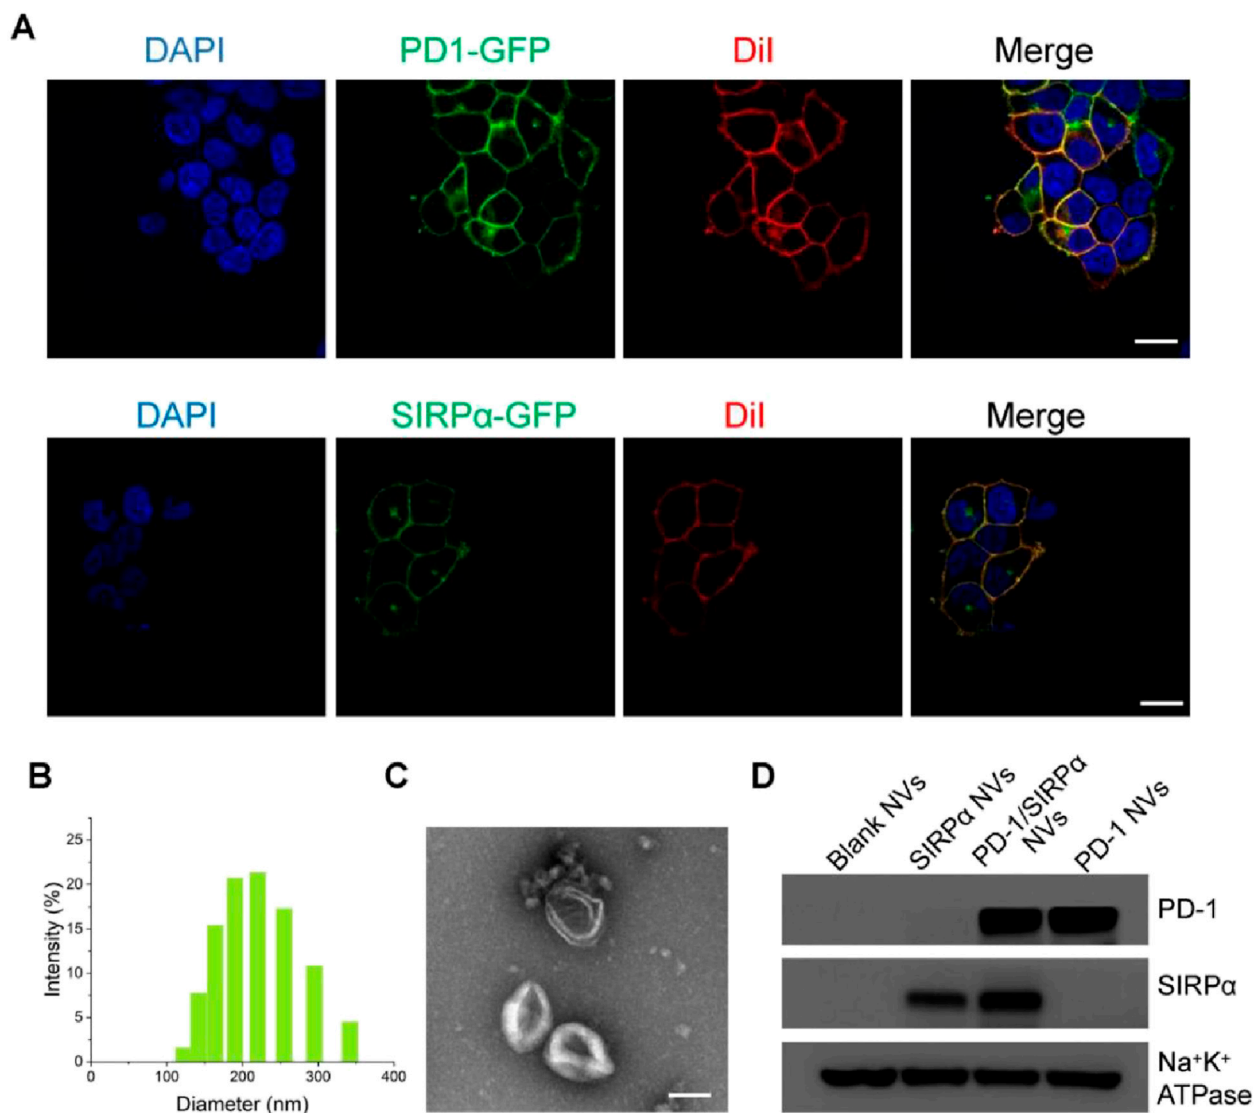 A
DAPI PD1-GFP DiI Merge
DAPI SIRPα-GFP DiI Merge
B
25
20
15
10
5
0
Intensity (%)
0 100 200 300 400
Diameter (nm)
C
D
Blank NVs
SIRPα NVs
PD-1/SIRPα
NVs
PD-1 NVs
PD-1
SIRPα
Na⁺K⁺
ATPase